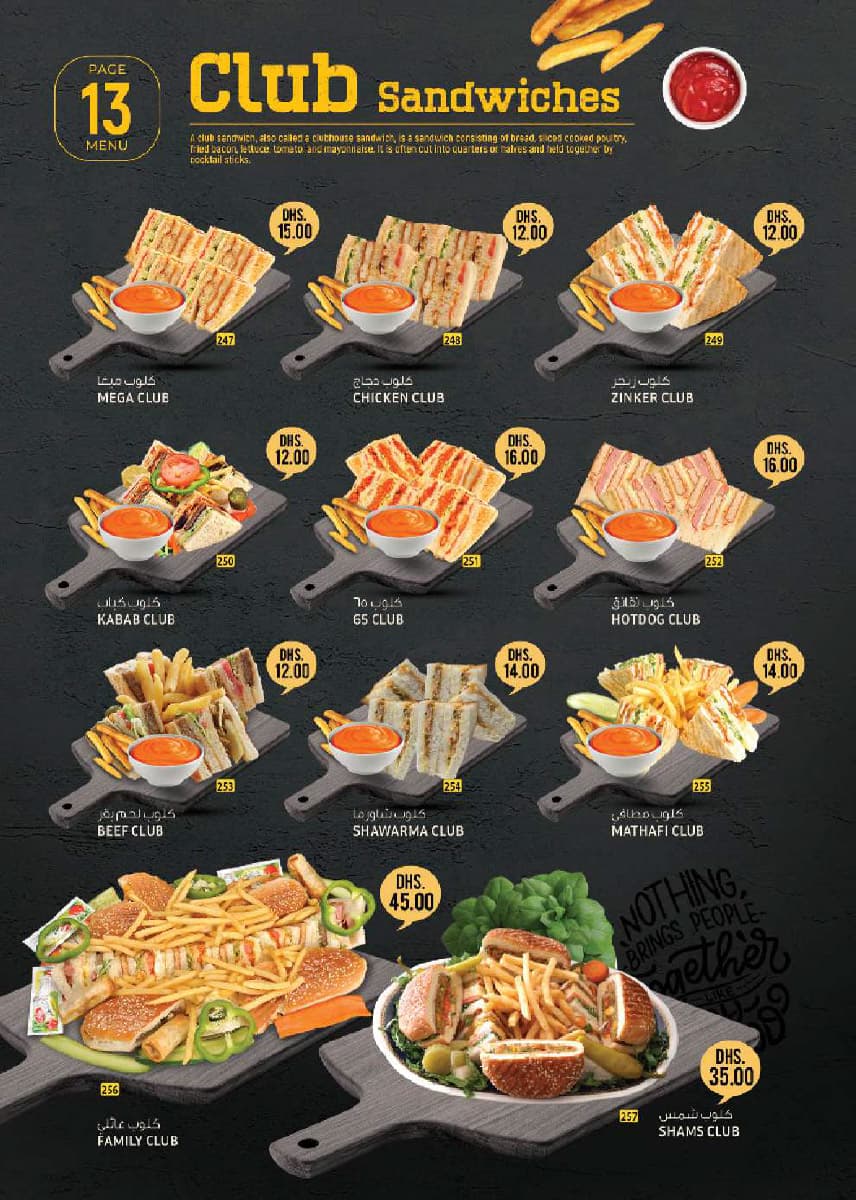 PAGE
13
MENU
Club Sandwiches
A club sandwich, also called a clubhouse sandwich, is a sandwich consisting of bread, sliced cooked poultry,
fried bacon, lettuce, tomato, and mayonnaise. It is often cut into quarters or halves and held together by
cocktail sticks.
DHS.
15.00
247
كلوب ميغا
MEGA CLUB
DHS.
12.00
248
كلوب دجاج
CHICKEN CLUB
DHS.
12.00
249
كلوب زنجر
ZINKER CLUB
DHS.
12.00
250
كلوب كباب
KABAB CLUB
DHS.
16.00
251
كلوب ٦٥
65 CLUB
DHS.
16.00
252
كلوب نقانق
HOTDOG CLUB
DHS.
12.00
253
كلوب لحم بقر
BEEF CLUB
DHS.
14.00
254
كلوب شاورما
SHAWARMA CLUB
DHS.
14.00
255
كلوب مطافي
MATHAFI CLUB
DHS.
45.00
256
كلوب عائلي
FAMILY CLUB
NOTHING
BRINGS PEOPLE
together
LIKE
DHS.
35.00
257
كلوب شمس
SHAMS CLUB